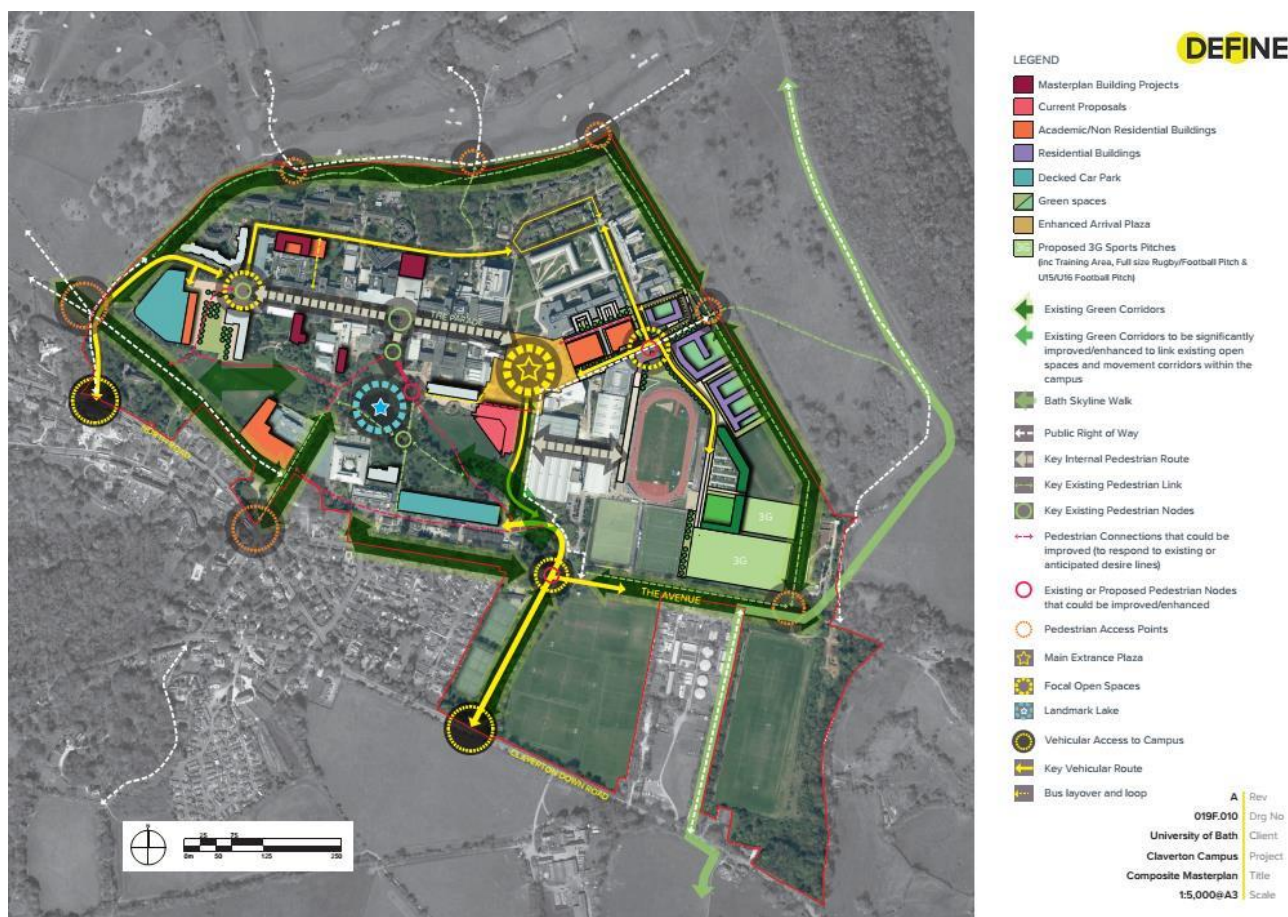 DEFINE
LEGEND
Masterplan Building Projects
Current Proposals
Academic/Non Residential Buildings
Residential Buildings
Decked Car Park
Green spaces
Enhanced Arrival Plaza
3G
Proposed 3G Sports Pitches
(inc Training Area, Full size Rugby/Football Pitch &
U15/U16 Football Pitch)
Existing Green Corridors
Existing Green Corridors to be significantly
improved/enhanced to link existing open
spaces and movement corridors within the
campus
Bath Skyline Walk
Public Right of Way
Key Internal Pedestrian Route
Key Existing Pedestrian Link
Key Existing Pedestrian Nodes
Pedestrian Connections that could be
improved (to respond to existing or
anticipated desire lines)
Existing or Proposed Pedestrian Nodes
that could be improved/enhanced
Pedestrian Access Points
Main Entrance Plaza
Focal Open Spaces
Landmark Lake
Vehicular Access to Campus
Key Vehicular Route
Bus layover and loop
A Rev
019F.010 Drg No
University of Bath Client
Claverton Campus Project
Composite Masterplan Title
1:5,000@A3 Scale
THE PARADE
NORTH ROAD
3G
3G
THE AVENUE
CLAVERTON DOWN ROAD
N
25 75
0m 50 125 250